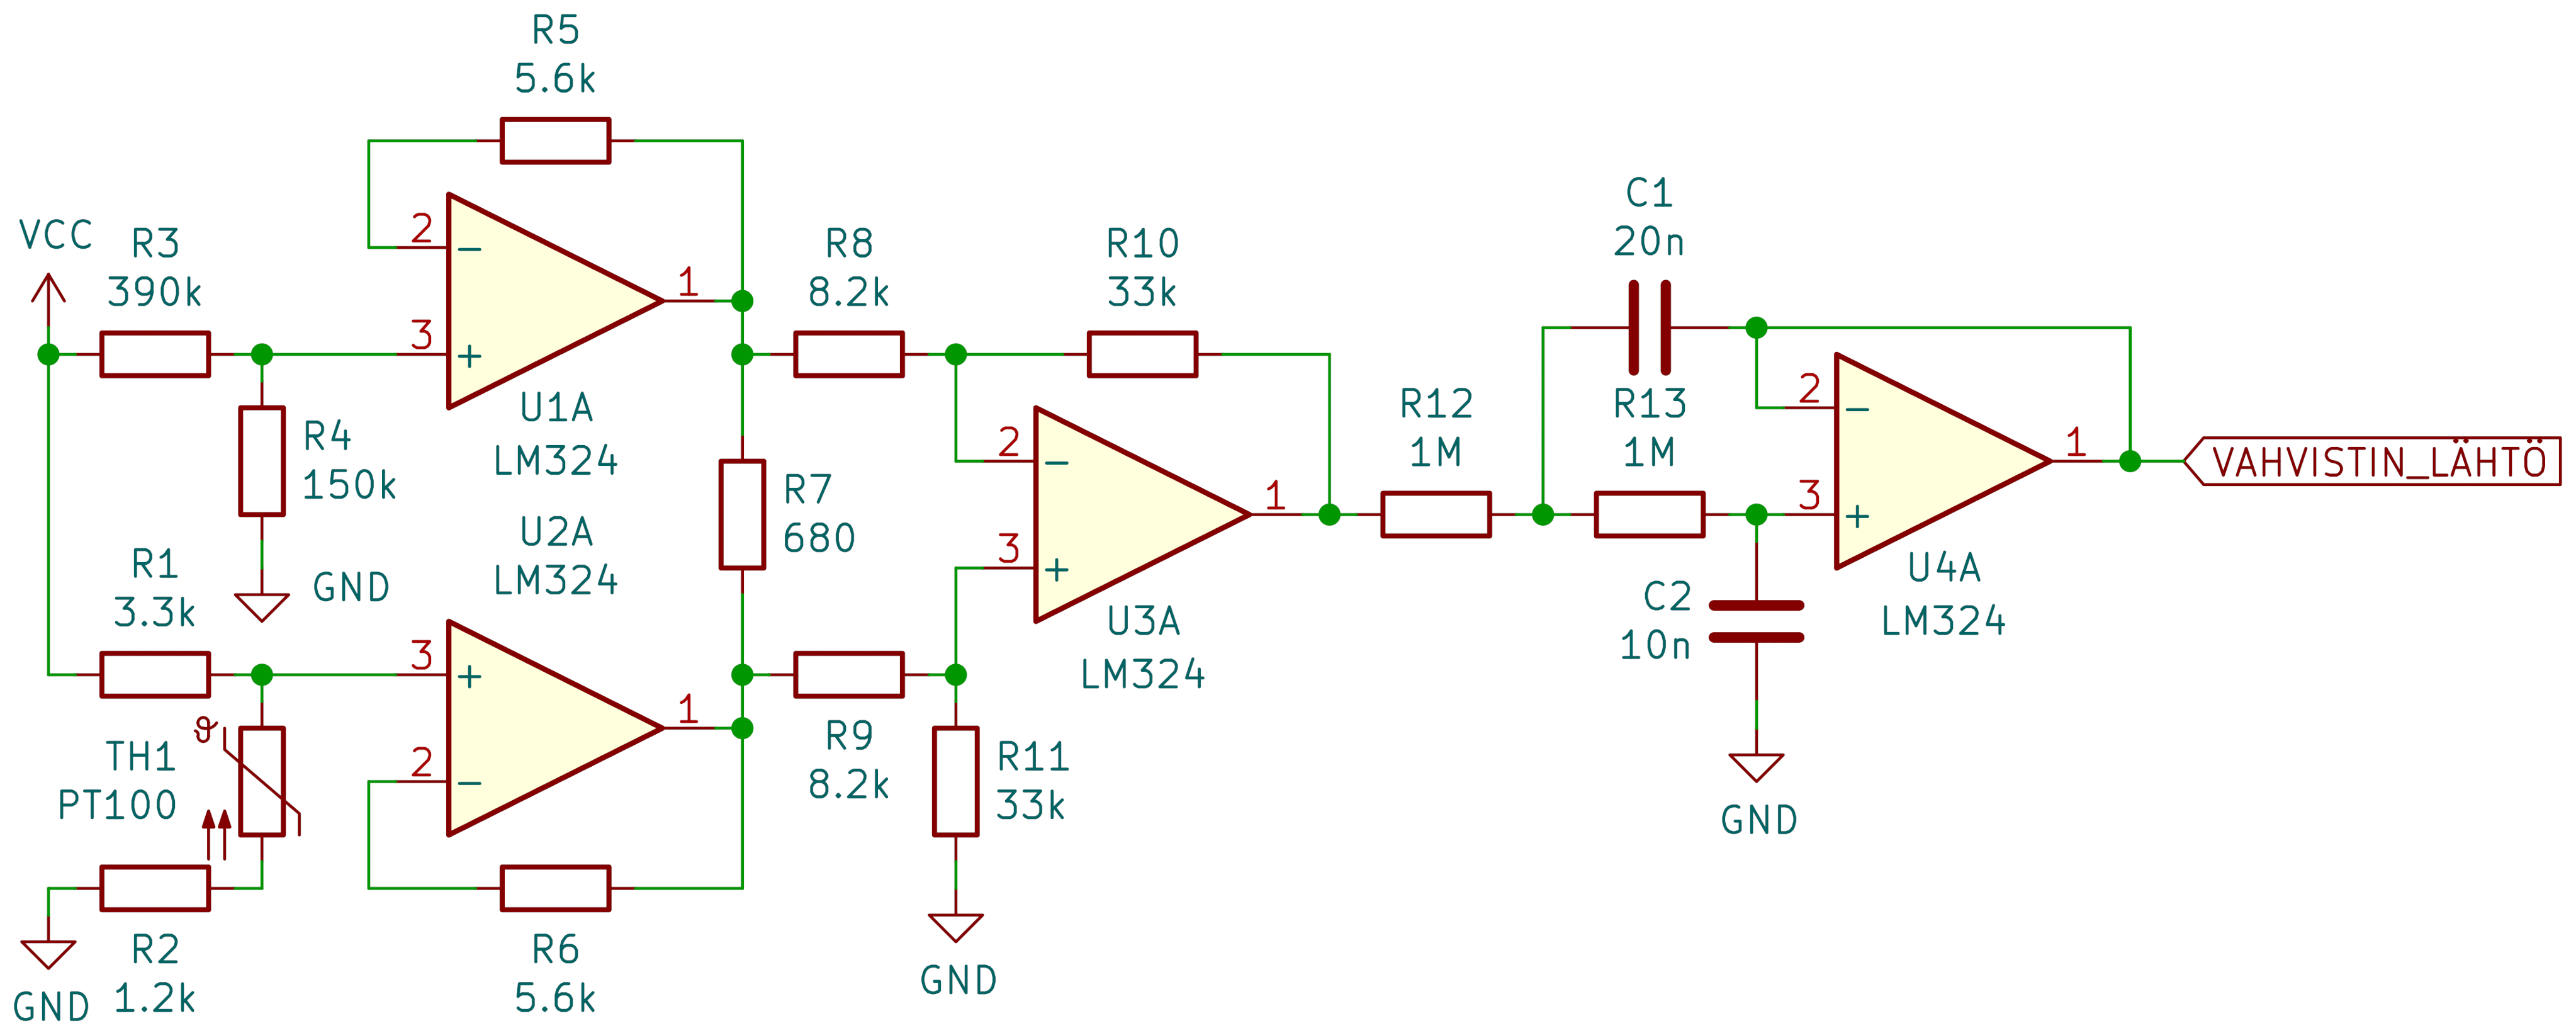 R5
5.6k
VCC
R3
390k
2
3
1
U1A
LM324
R4
150k
GND
R8
8.2k
R10
33k
R7
680
U2A
LM324
R1
3.3k
3
2
1
TH1
PT100
ϑ
R2
1.2k
GND
R6
5.6k
R9
8.2k
R11
33k
GND
2
3
1
U3A
LM324
R12
1M
C1
20n
R13
1M
C2
10n
GND
2
3
1
U4A
LM324
VAHVISTIN_LÄHTÖ